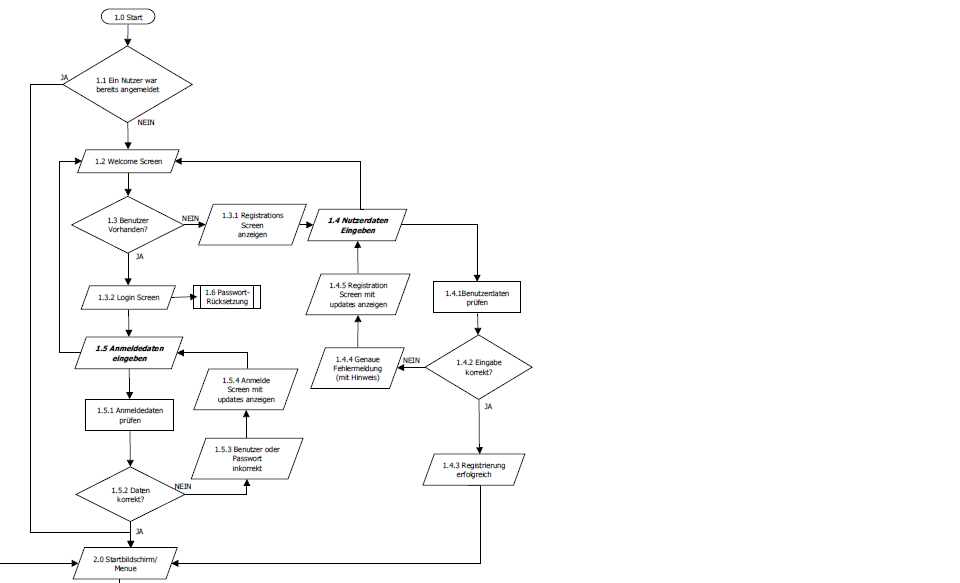 1.0 Start
JA
1.1 Ein Nutzer war
bereits angemeldet
NEIN
1.2 Welcome Screen
1.3 Benutzer
Vorhanden?
NEIN
JA
1.3.1 Registrations
Screen
anzeigen
1.4 Nutzerdaten
Eingeben
1.3.2 Login Screen
1.6 Passwort-
Rücksetzung
1.4.5 Registration
Screen mit
updates anzeigen
1.4.1Benutzerdaten
prüfen
1.5 Anmeldedaten
eingeben
1.4.4 Genaue
Fehlermeldung
(mit Hinweis)
NEIN
1.4.2 Eingabe
korrekt?
JA
1.5.4 Anmelde
Screen mit
updates anzeigen
1.5.1 Anmeldedaten
prüfen
1.5.3 Benutzer oder
Passwort
inkorrekt
1.4.3 Registrierung
erfolgreich
1.5.2 Daten
korrekt?
NEIN
JA
2.0 Startbildschirm/
Menue